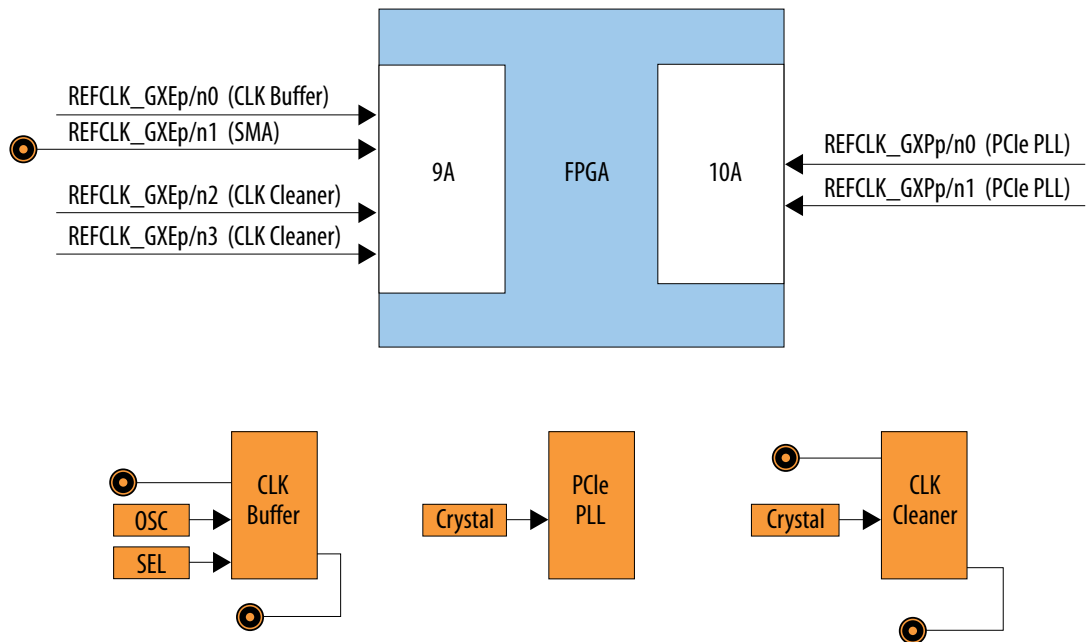 REFCLK_GXEp/n0 (CLK Buffer)
REFCLK_GXEp/n1 (SMA)
REFCLK_GXEp/n2 (CLK Cleaner)
REFCLK_GXEp/n3 (CLK Cleaner)
9A
FPGA
10A
REFCLK_GXPp/n0 (PCIe PLL)
REFCLK_GXPp/n1 (PCIe PLL)
CLK
Buffer
OSC
SEL
Crystal
PCIe
PLL
Crystal
CLK
Cleaner